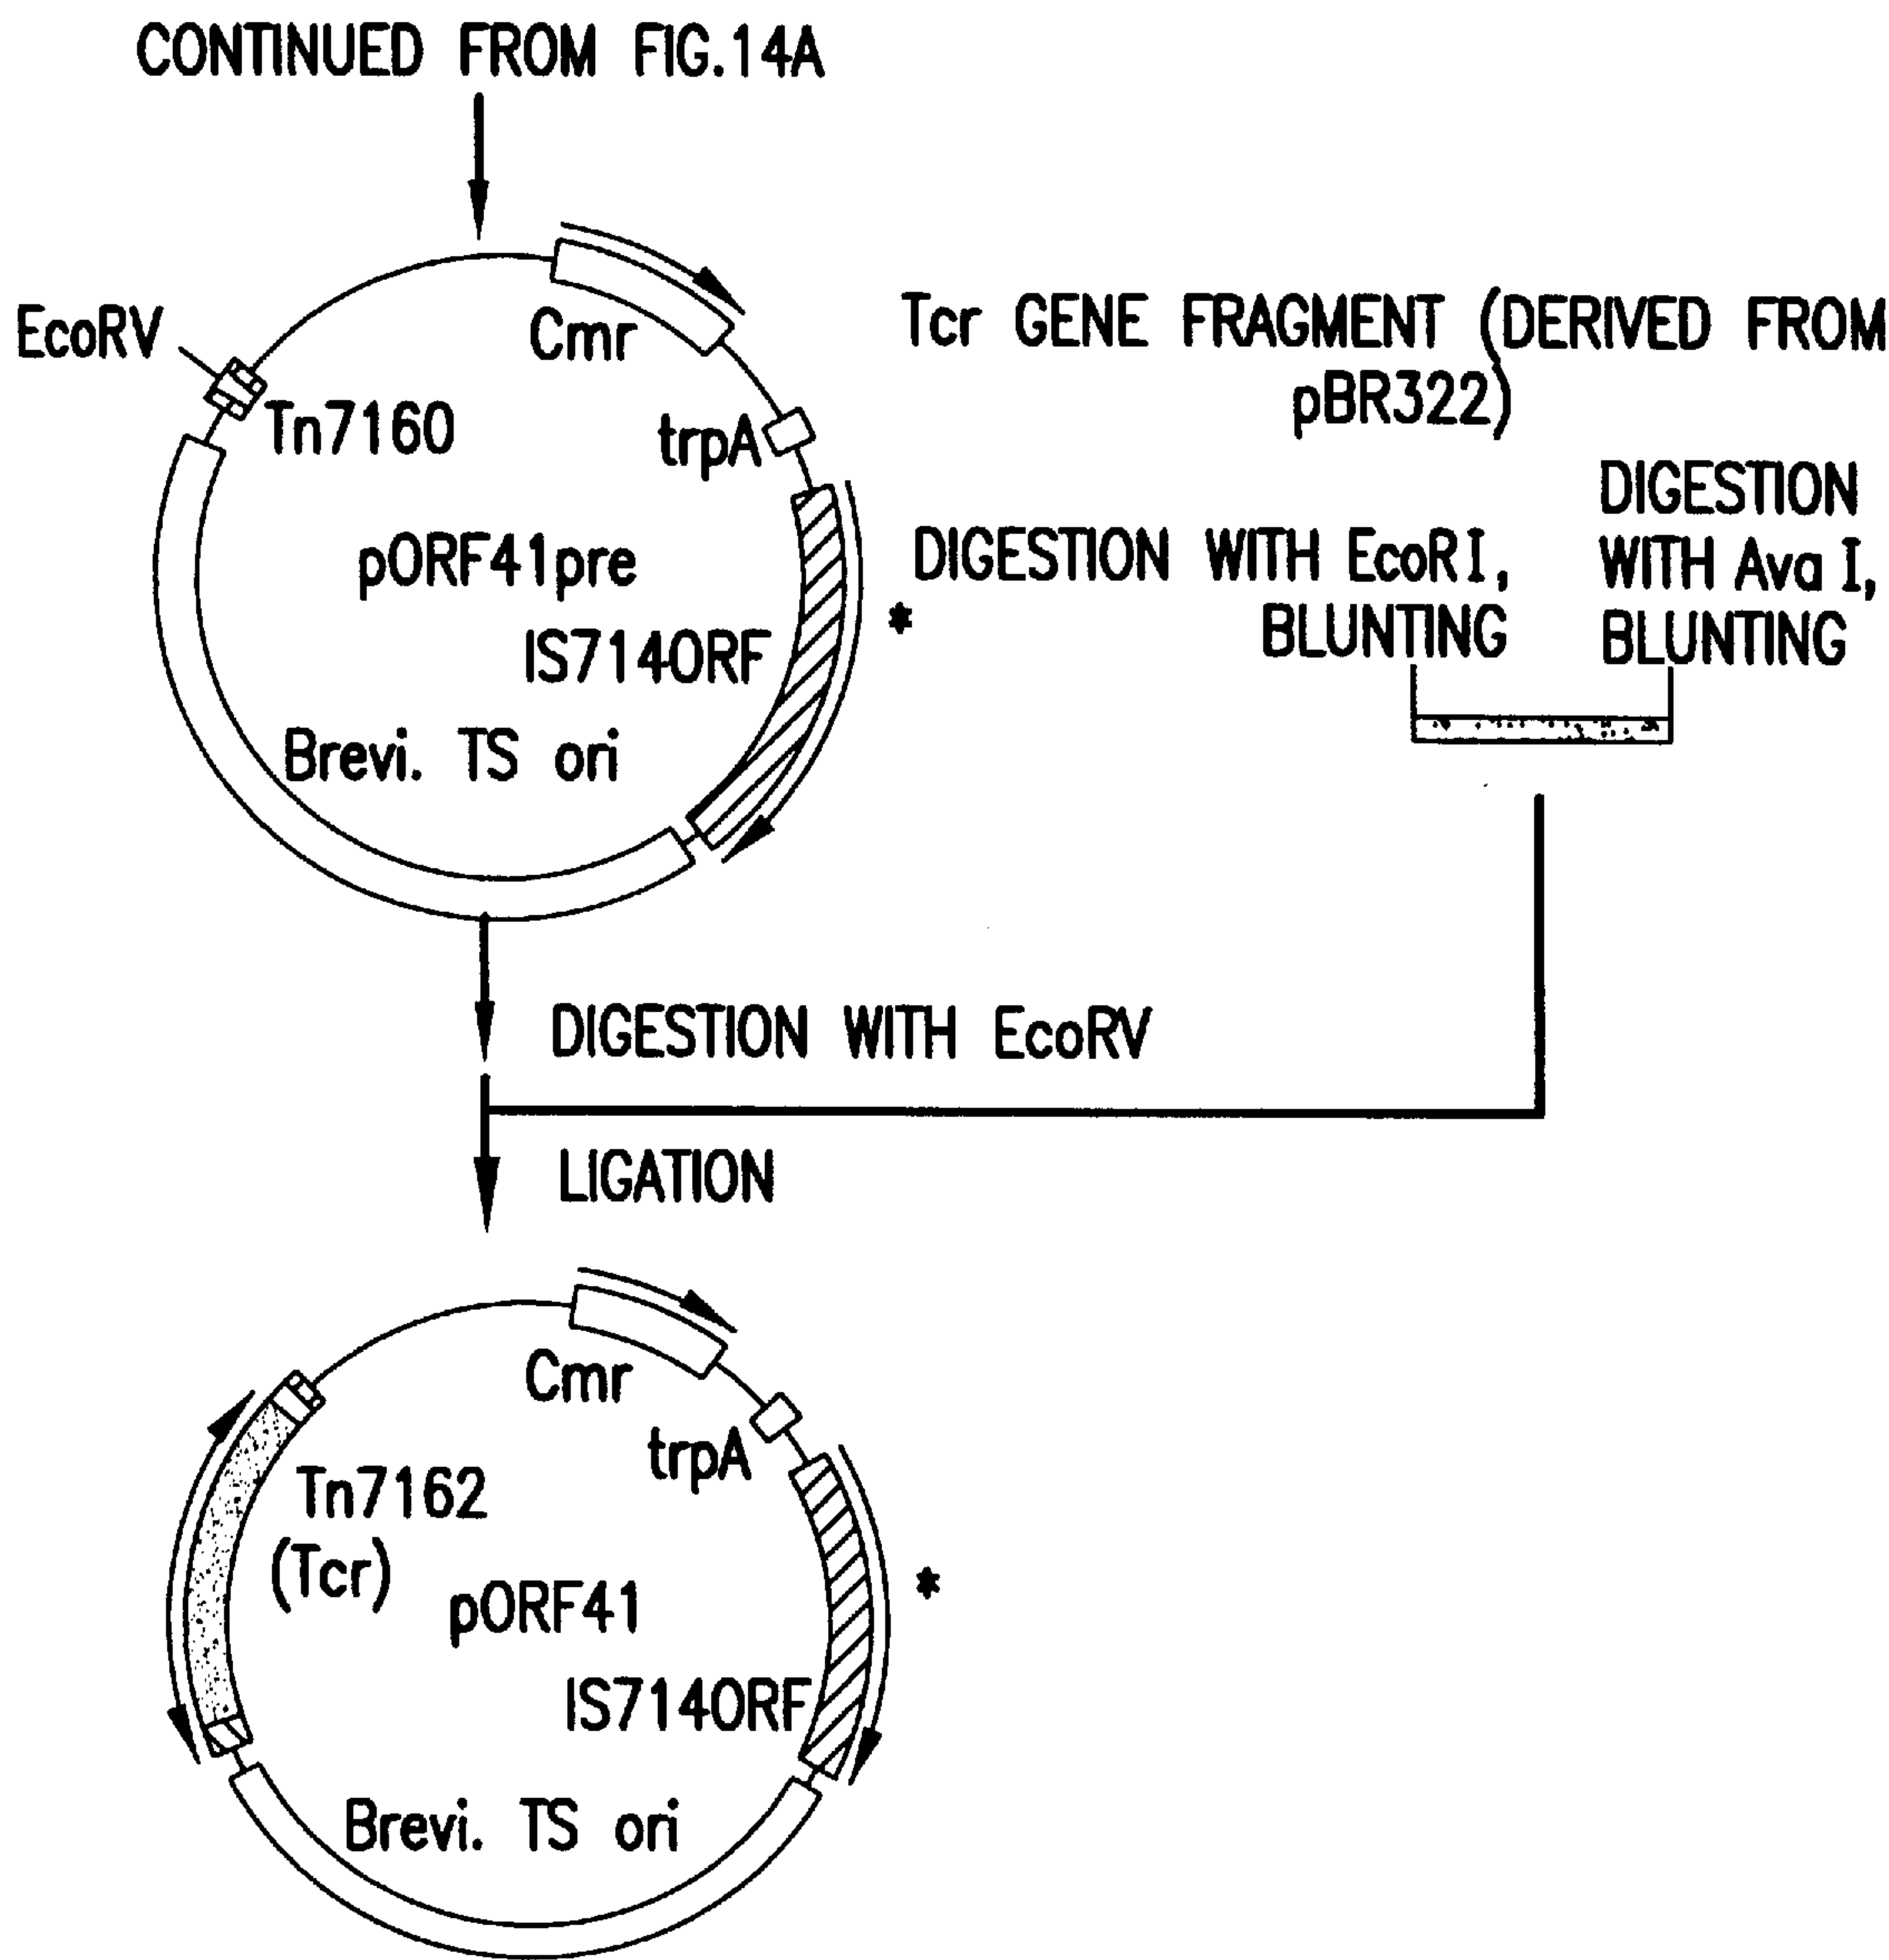 CONTINUED FROM FIG.14A
EcoRV
Cmr
Tn7160
trpA
pORF41pre
IS714ORF
Brevi. TS ori
*
Tcr GENE FRAGMENT (DERIVED FROM
pBR322)
DIGESTION WITH EcoRI,
BLUNTING
DIGESTION
WITH Ava I,
BLUNTING
DIGESTION WITH EcoRV
LIGATION
Cmr
trpA
Tn7162
(Tcr)
pORF41
*
IS714ORF
Brevi. TS ori